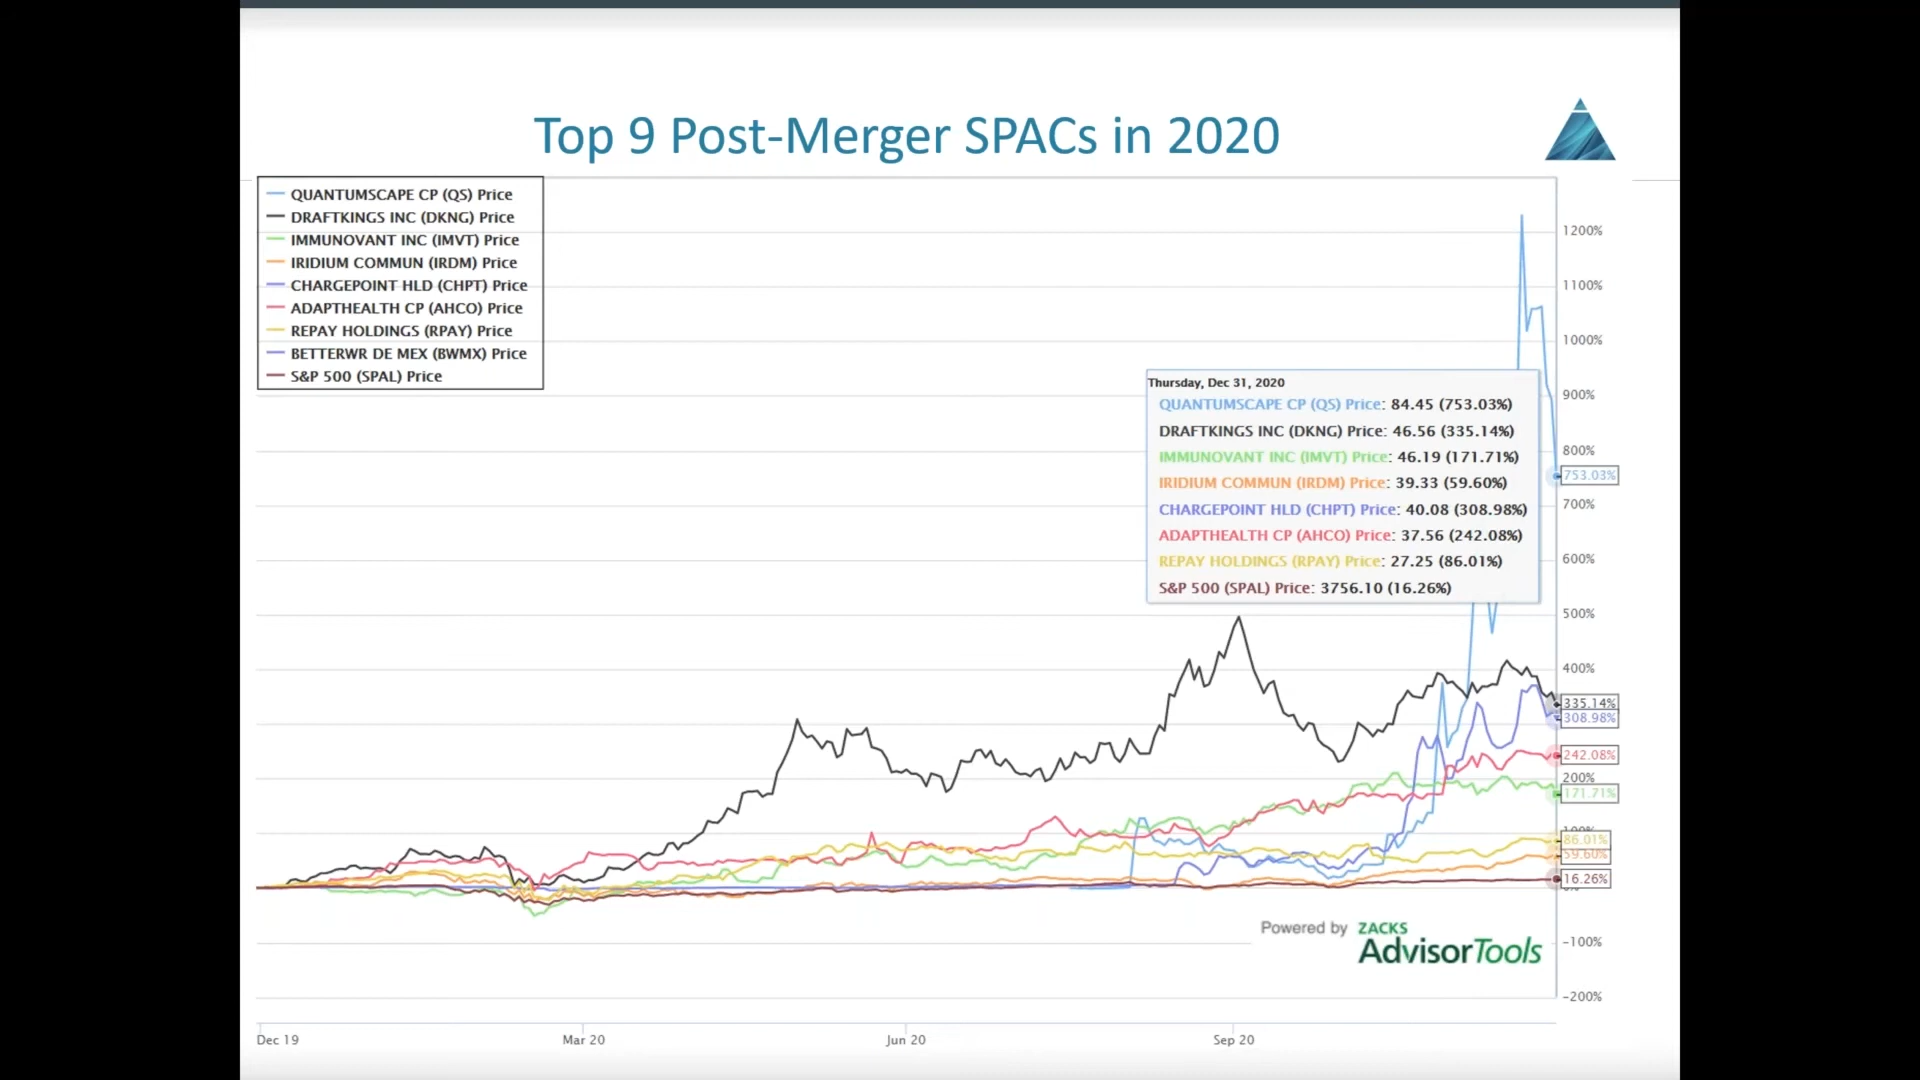 Top 9 Post-Merger SPACs in 2020
QUANTUMSCAPE CP (QS) Price
DRAFTKINGS INC (DKNG) Price
IMMUNOVANT INC (IMVT) Price
IRIDIUM COMMUN (IRDM) Price
CHARGEPOINT HLD (CHPT) Price
ADAPTHEALTH CP (AHCO) Price
REPAY HOLDINGS (RPAY) Price
BETTERWR DE MEX (BWMX) Price
S&P 500 (SPAL) Price
Thursday, Dec 31, 2020
QUANTUMSCAPE CP (QS) Price: 84.45 (753.03%)
DRAFTKINGS INC (DKNG) Price: 46.56 (335.14%)
IMMUNOVANT INC (IMVT) Price: 46.19 (171.71%)
IRIDIUM COMMUN (IRDM) Price: 39.33 (59.60%)
CHARGEPOINT HLD (CHPT) Price: 40.08 (308.98%)
ADAPTHEALTH CP (AHCO) Price: 37.56 (242.08%)
REPAY HOLDINGS (RPAY) Price: 27.25 (86.01%)
S&P 500 (SPAL) Price: 3756.10 (16.26%)
1200%
1100%
1000%
900%
800%
753.03%
700%
600%
500%
400%
335.14%
308.98%
242.08%
200%
171.71%
100%
86.01%
59.60%
16.26%
0%
-100%
-200%
Powered by ZACKS
AdvisorTools
Dec 19
Mar 20
Jun 20
Sep 20